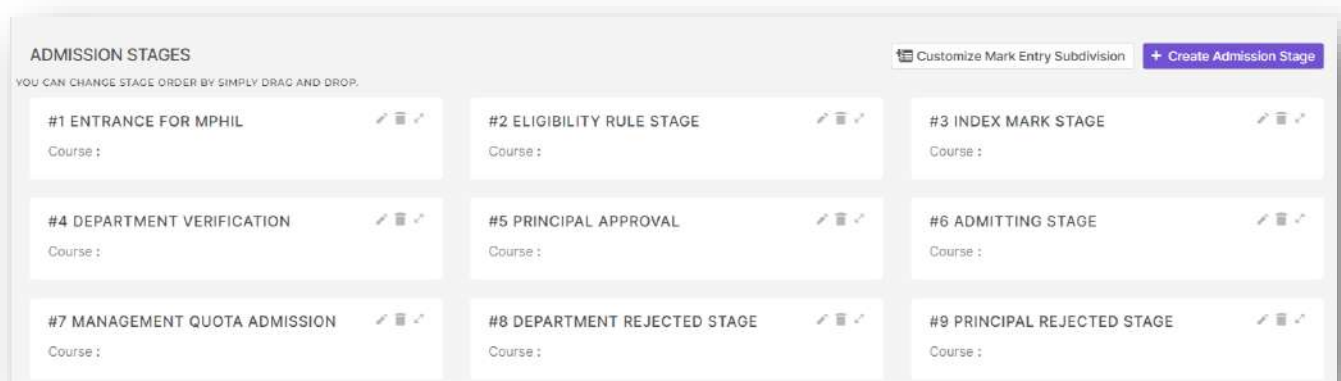 ADMISSION STAGES
Customize Mark Entry Subdivision
+ Create Admission Stage
YOU CAN CHANGE STAGE ORDER BY SIMPLY DRAG AND DROP.
#1 ENTRANCE FOR MPHIL
Course :
#2 ELIGIBILITY RULE STAGE
Course :
#3 INDEX MARK STAGE
Course :
#4 DEPARTMENT VERIFICATION
Course :
#5 PRINCIPAL APPROVAL
Course :
#6 ADMITTING STAGE
Course :
#7 MANAGEMENT QUOTA ADMISSION
Course :
#8 DEPARTMENT REJECTED STAGE
Course :
#9 PRINCIPAL REJECTED STAGE
Course :